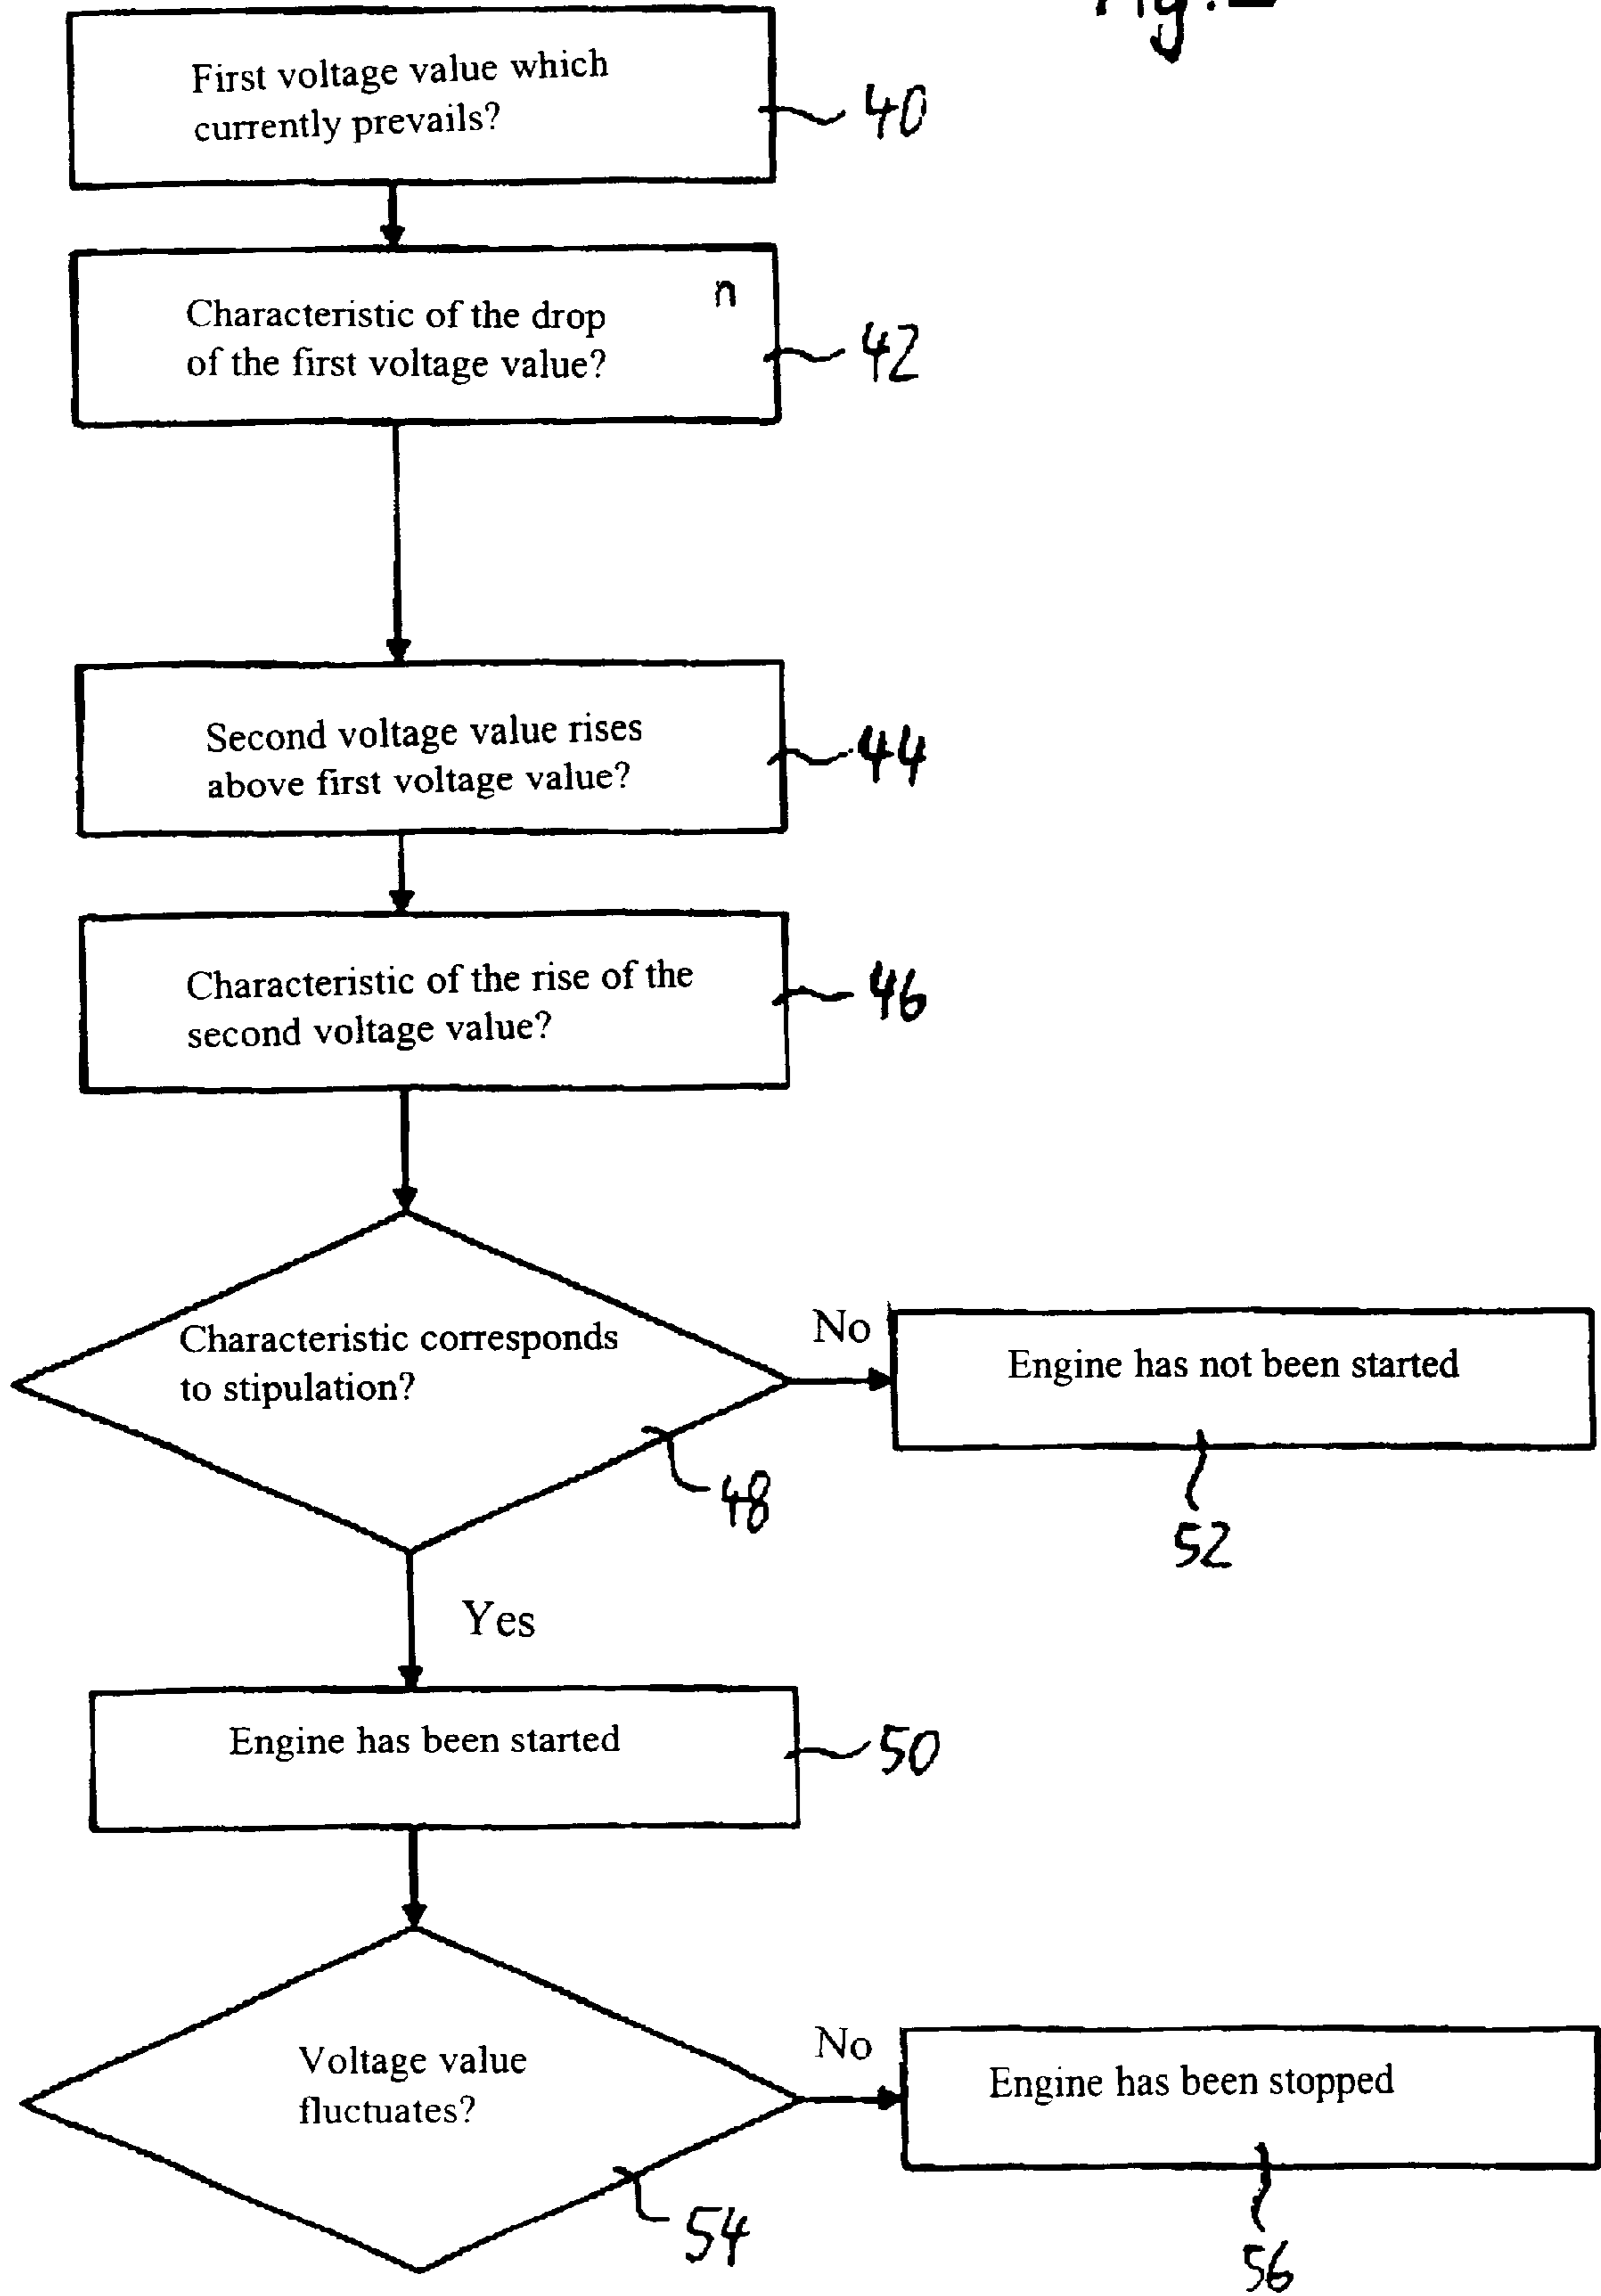 First voltage value which
currently prevails?
40
n
Characteristic of the drop
of the first voltage value?
42
Second voltage value rises
above first voltage value?
44
Characteristic of the rise of the
second voltage value?
46
Characteristic corresponds
to stipulation?
48
No
Engine has not been started
52
Yes
Engine has been started
50
Voltage value
fluctuates?
54
No
Engine has been stopped
56